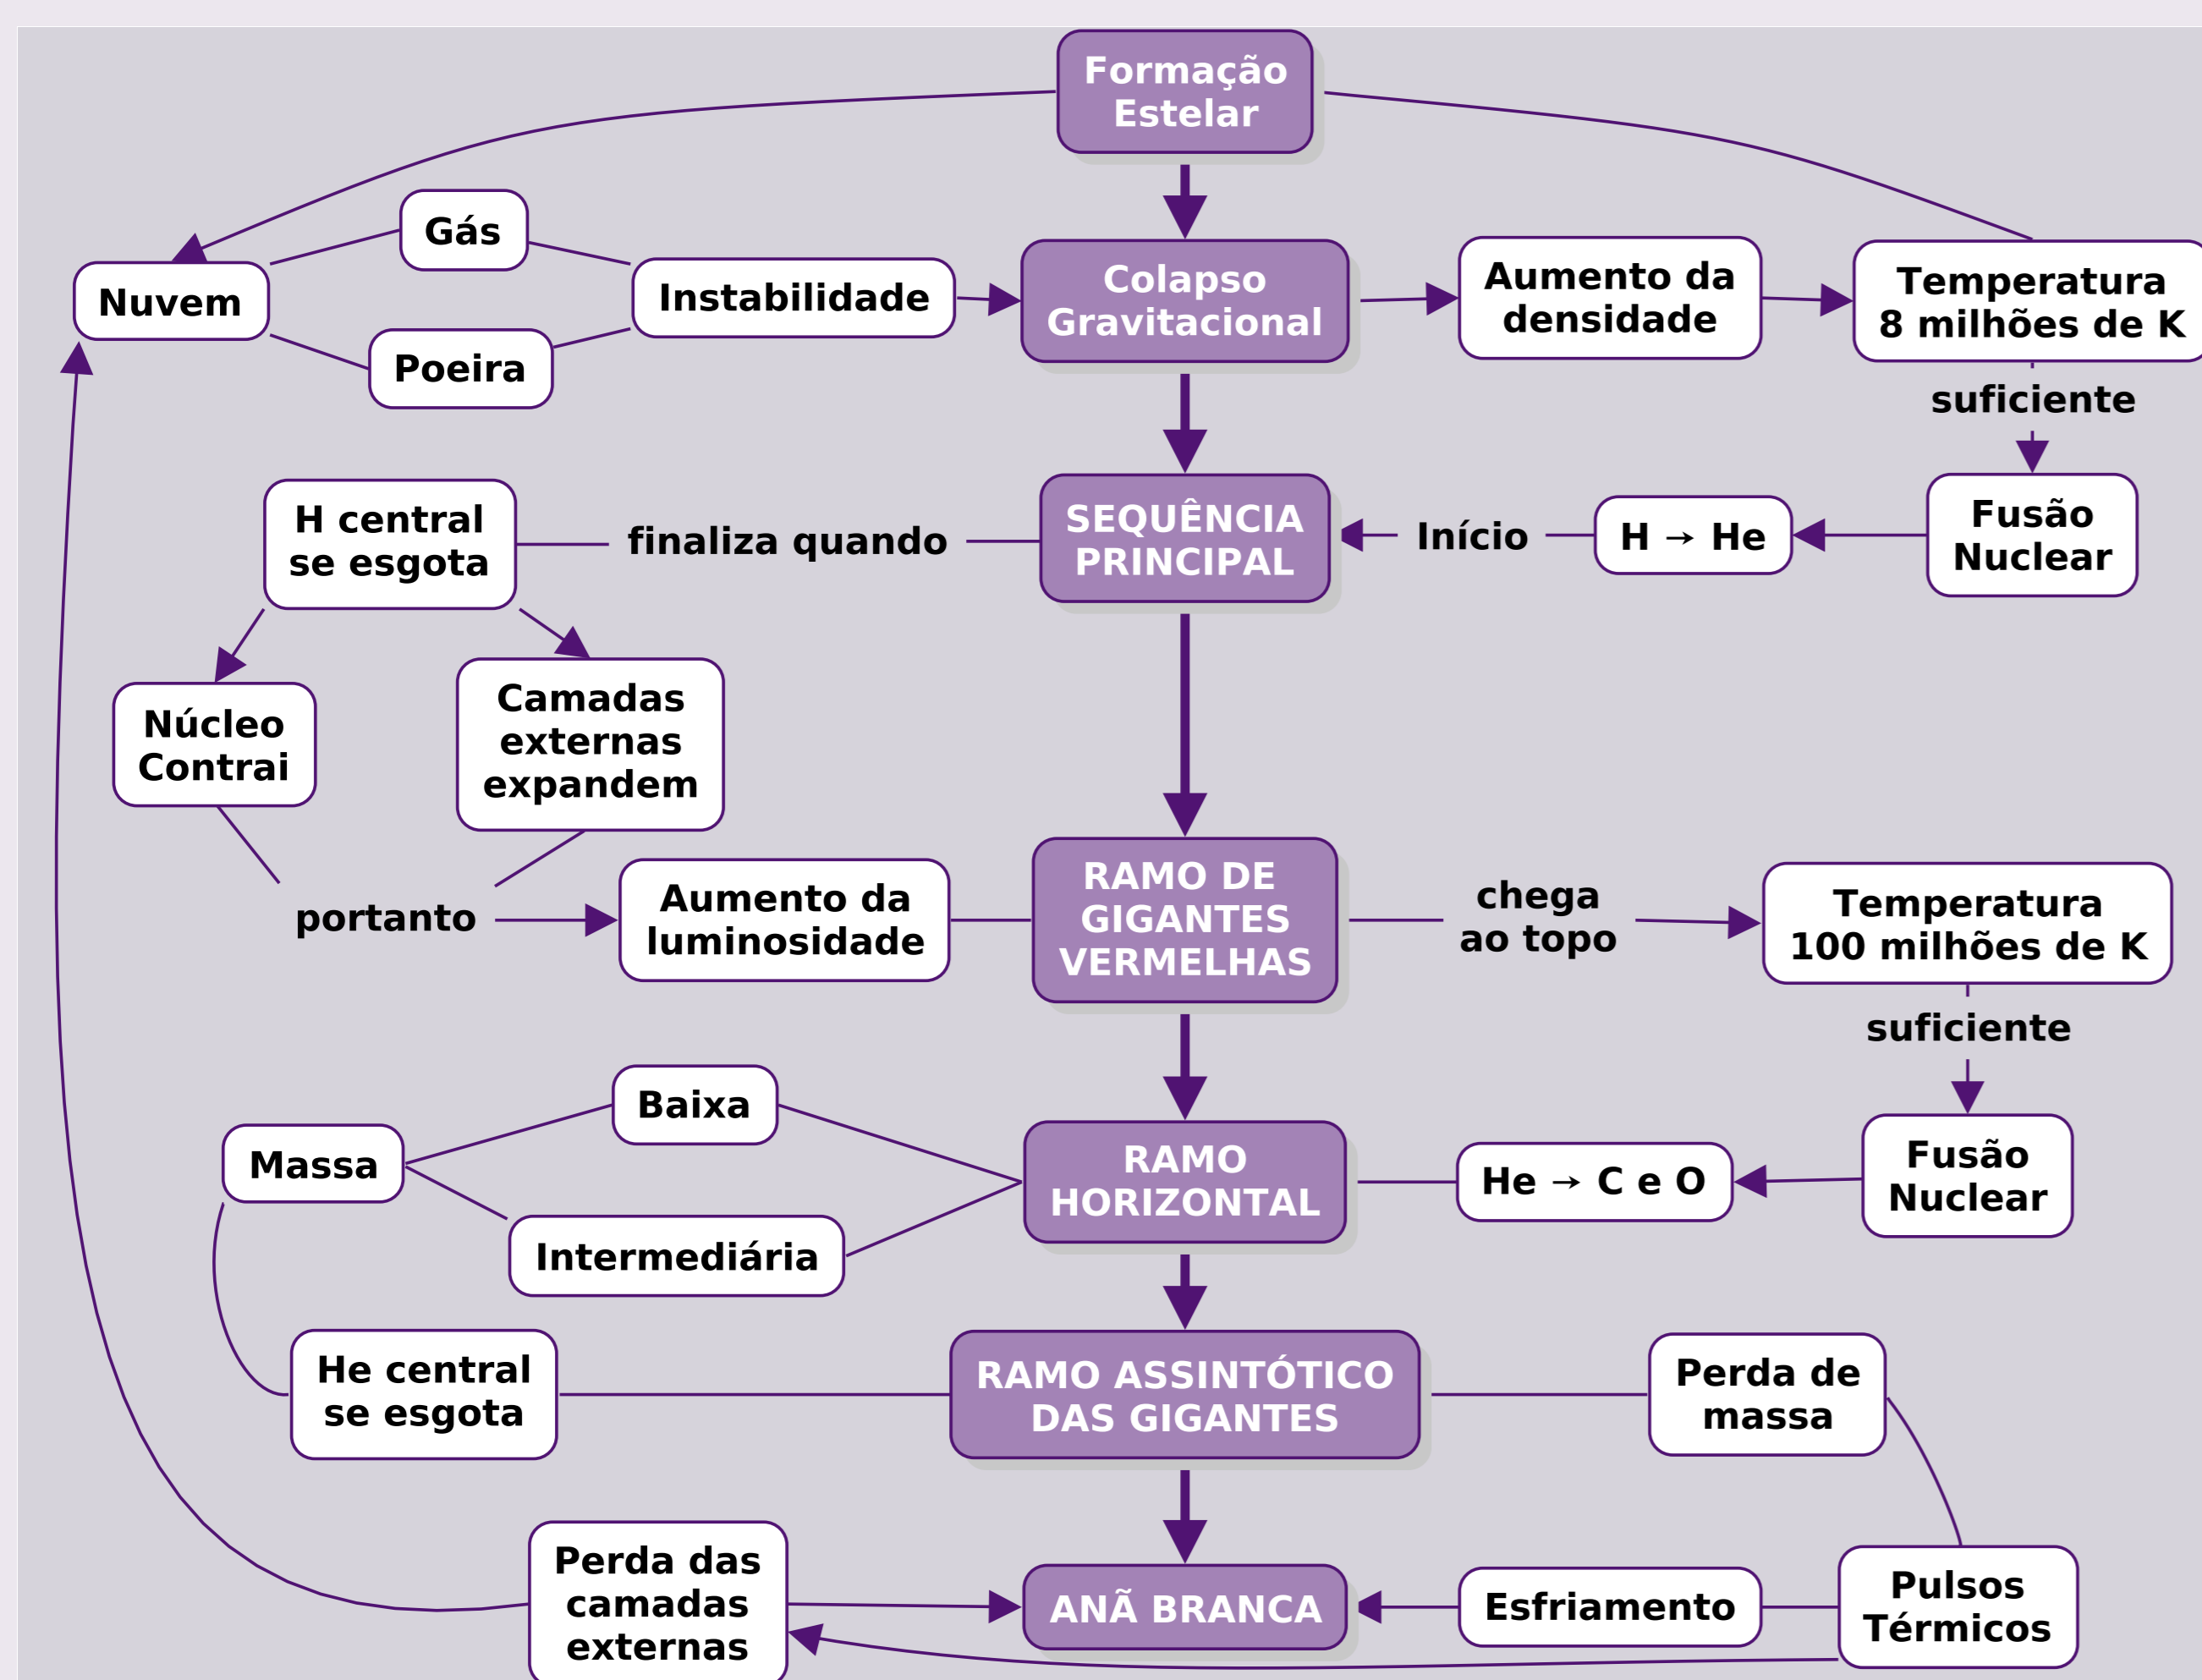 Formação
Estelar
Gás
Nuvem
Poeira
Instabilidade
Colapso
Gravitacional
Aumento da
densidade
Temperatura
8 milhões de K
suficiente
H central
se esgota
finaliza quando
SEQUÊNCIA
PRINCIPAL
Início
H → He
Fusão
Nuclear
Núcleo
Contrai
Camadas
externas
expandem
portanto
Aumento da
luminosidade
RAMO DE
GIGANTES
VERMELHAS
chega
ao topo
Temperatura
100 milhões de K
suficiente
Baixa
Massa
Intermediária
RAMO
HORIZONTAL
He → C e O
Fusão
Nuclear
He central
se esgota
RAMO ASSINTÓTICO
DAS GIGANTES
Perda de
massa
Perda das
camadas
externas
ANÃ BRANCA
Esfriamento
Pulsos
Térmicos